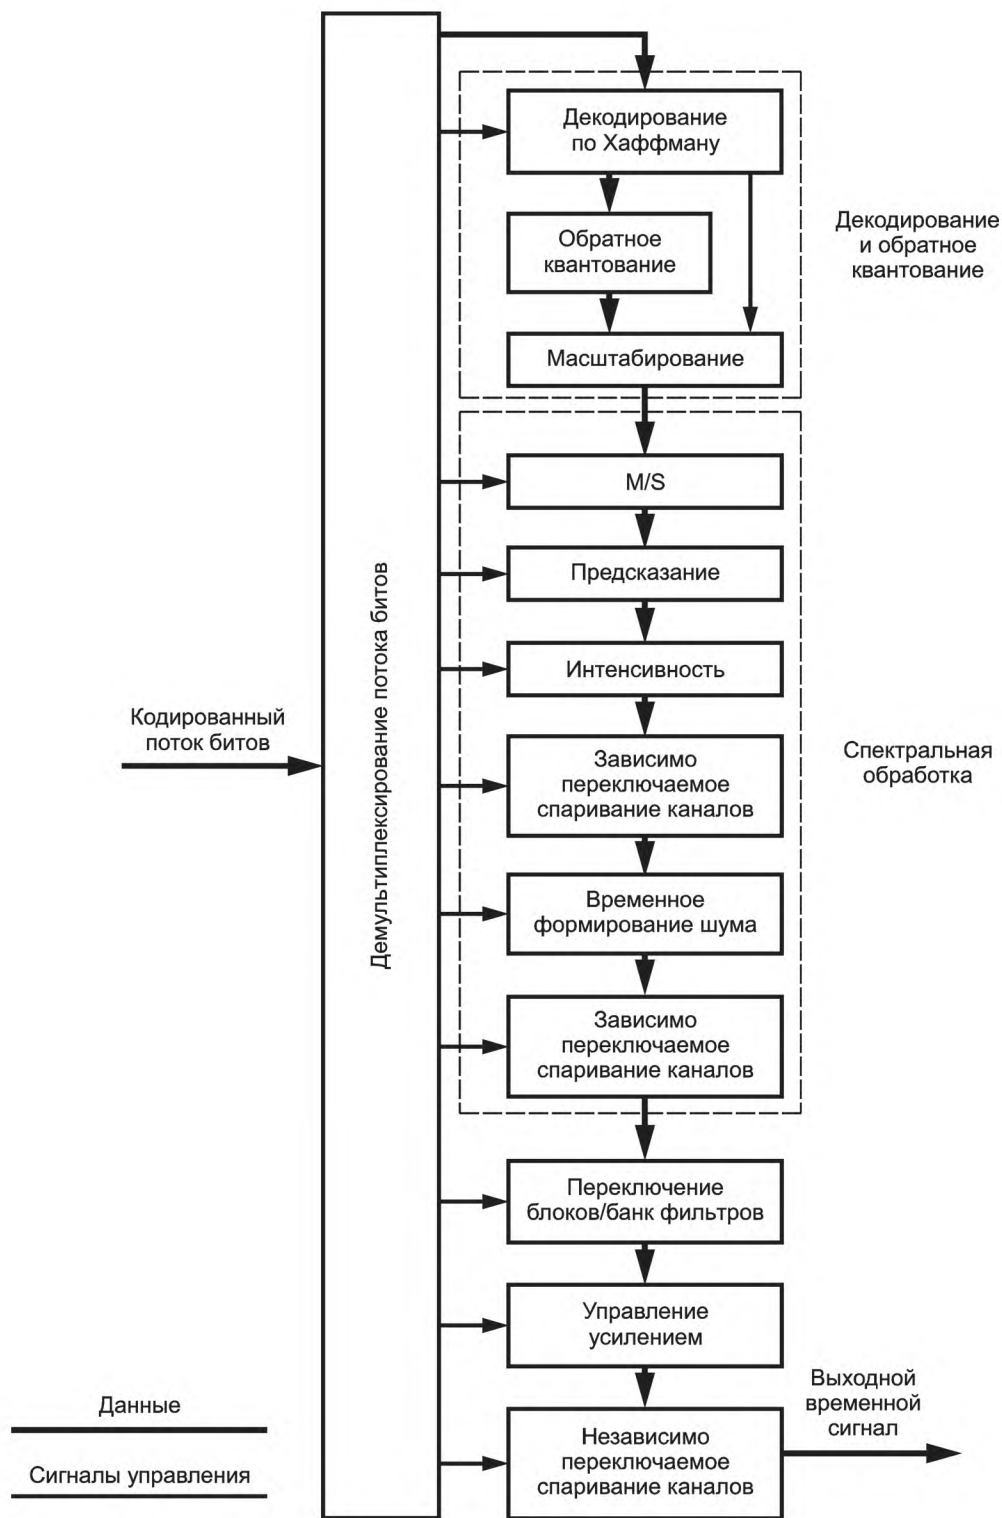 Декодирование
по Хаффману
Обратное
квантование
Масштабирование
Декодирование
и обратное
квантование
M/S
Предсказание
Интенсивность
Зависимо
переключаемое
спаривание каналов
Временное
формирование шума
Зависимо
переключаемое
спаривание каналов
Спектральная
обработка
Кодированный
поток битов
Демультиплексирование потока битов
Переключение
блоков/банк фильтров
Управление
усилением
Независимо
переключаемое
спаривание каналов
Выходной
временной
сигнал
Данные
Сигналы управления